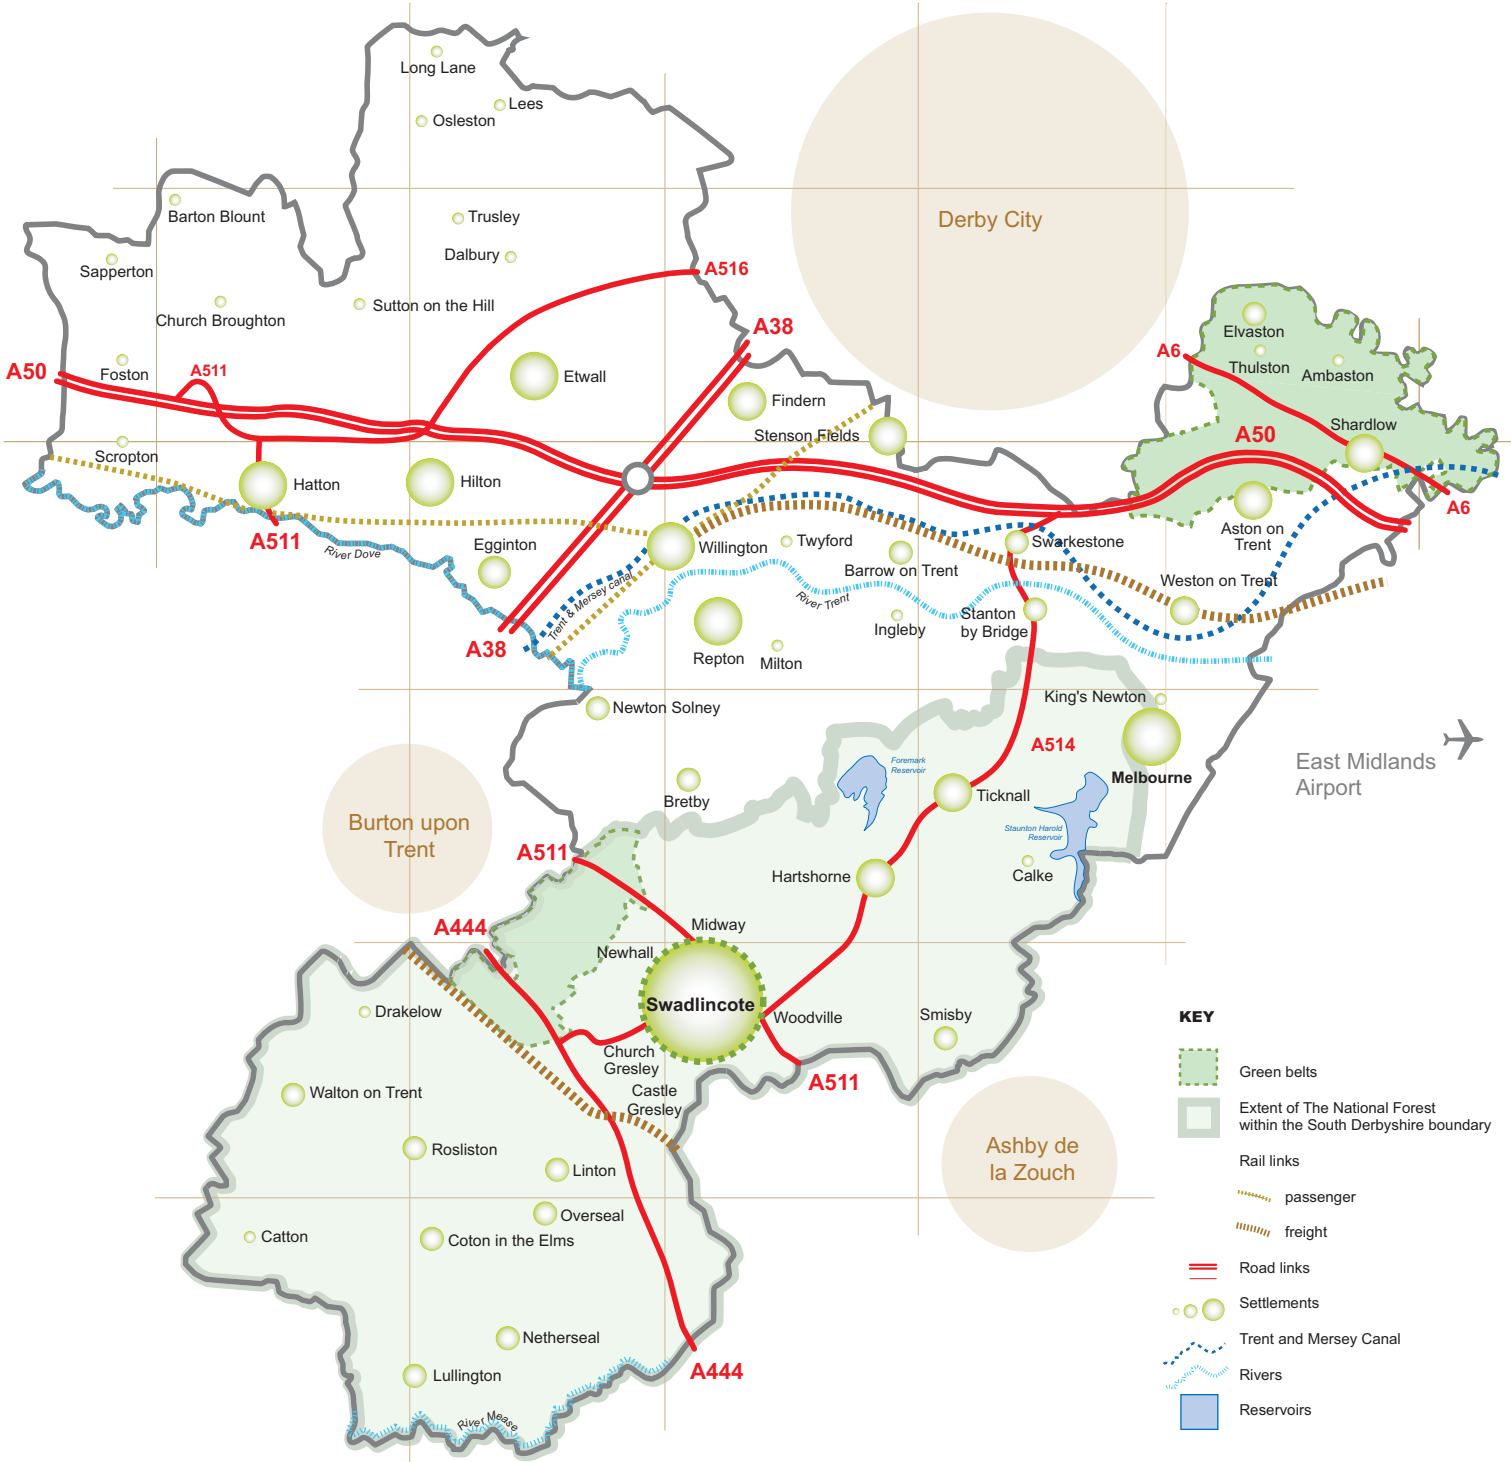 Long Lane
Lees
Osleston
Derby City
Barton Blount
Trusley
Dalbury
Sapperton
A516
Sutton on the Hill
Church Broughton
A38
Elvaston
A6
Thulston
Ambaston
A50
Foston
A511
Etwall
Findern
Stenson Fields
Shardlow
A50
Scropton
Hatton
Hilton
A6
A511
River Dove
Egginton
Willington
Twyford
Barrow on Trent
Swarkestone
Aston on
Trent
Weston on Trent
Trent & Mersey canal
River Trent
Stanton
by Bridge
Ingleby
A38
Repton
Milton
King's Newton
Newton Solney
A514
Foremark
Reservoir
Melbourne
East Midlands
Airport
Bretby
Ticknall
Burton upon
Trent
Staunton Harold
Reservoir
A511
Hartshorne
Calke
A444
Midway
Newhall
Swadlincote
Drakelow
Woodville
Smisby
Church
Gresley
A511
Castle
Gresley
Walton on Trent
Rosliston
Linton
Ashby de
la Zouch
Overseal
Catton
Coton in the Elms
Netherseal
Lullington
A444
River Mease
KEY
Green belts
Extent of The National Forest
within the South Derbyshire boundary
Rail links
passenger
freight
Road links
Settlements
Trent and Mersey Canal
Rivers
Reservoirs